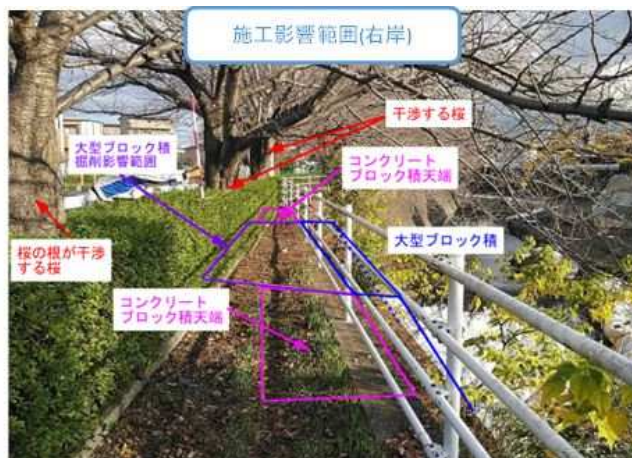 施工影響範囲(右岸)
干渉する桜
大型ブロック積
掘削影響範囲
コンクリート
ブロック積天端
大型ブロック積
桜の根が干渉
する桜
コンクリート
ブロック積天端